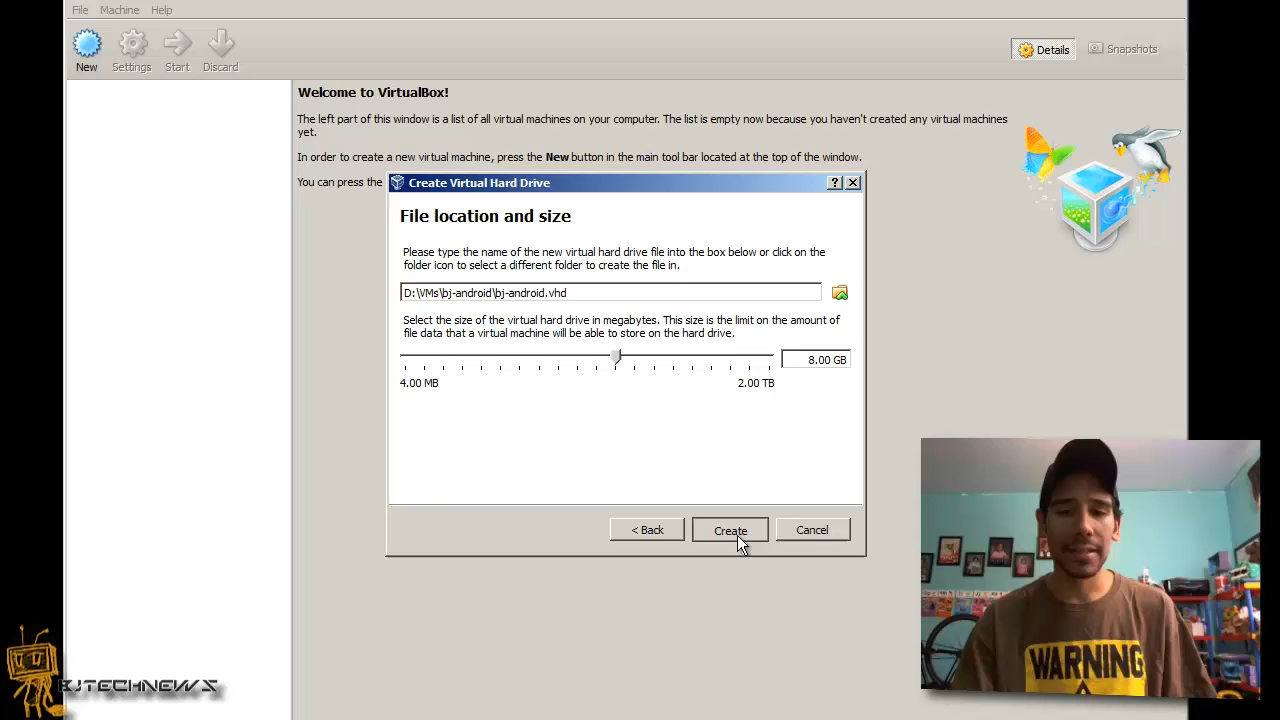 File Machine Help
New Settings Start Discard
Details Snapshots
Welcome to VirtualBox!
The left part of this window is a list of all virtual machines on your computer. The list is empty now because you haven't created any virtual machines
yet.
In order to create a new virtual machine, press the New button in the main tool bar located at the top of the window.
You can press the
Create Virtual Hard Drive
File location and size
Please type the name of the new virtual hard drive file into the box below or click on the
folder icon to select a different folder to create the file in.
D:\VMs\bj-android\bj-android.vhd
Select the size of the virtual hard drive in megabytes. This size is the limit on the amount of
file data that a virtual machine will be able to store on the hard drive.
8.00 GB
4.00 MB 2.00 TB
< Back Create Cancel
WARNING
BJTECHNEWS